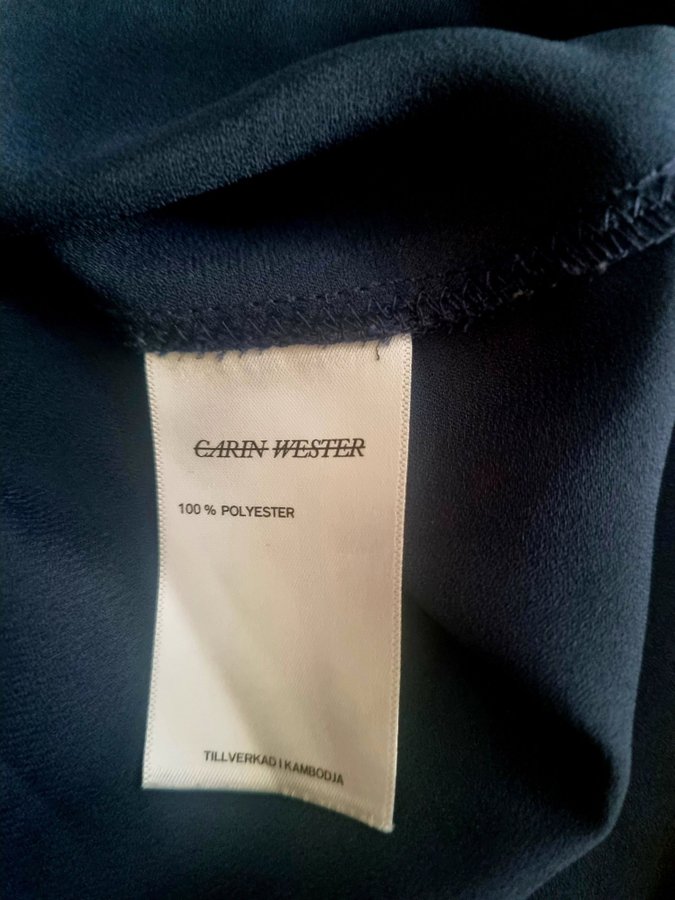 CARIN WESTER
100 % POLYESTER
TILLVERKAD I KAMBODJA